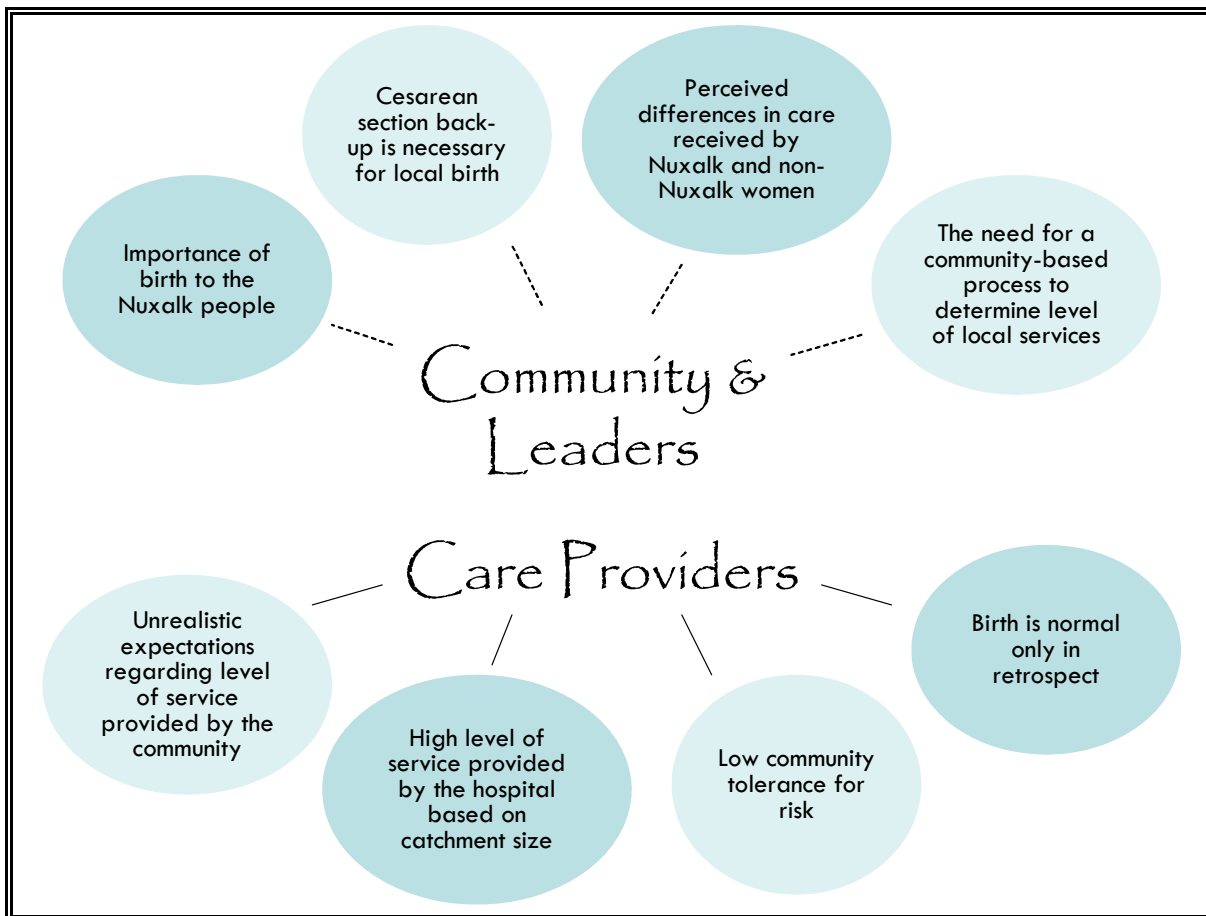 Cesarean
section back-
up is necessary
for local birth
Perceived
differences in care
received by
Nuxalk and non-
Nuxalk women
Importance of
birth to the
Nuxalk people
The need for a
community-based
process to
determine level
of local services
Community &
Leaders
Care Providers
Unrealistic
expectations
regarding level
of service
provided by the
community
High level of
service provided
by the hospital
based on
catchment size
Low community
tolerance for
risk
Birth is normal
only in
retrospect